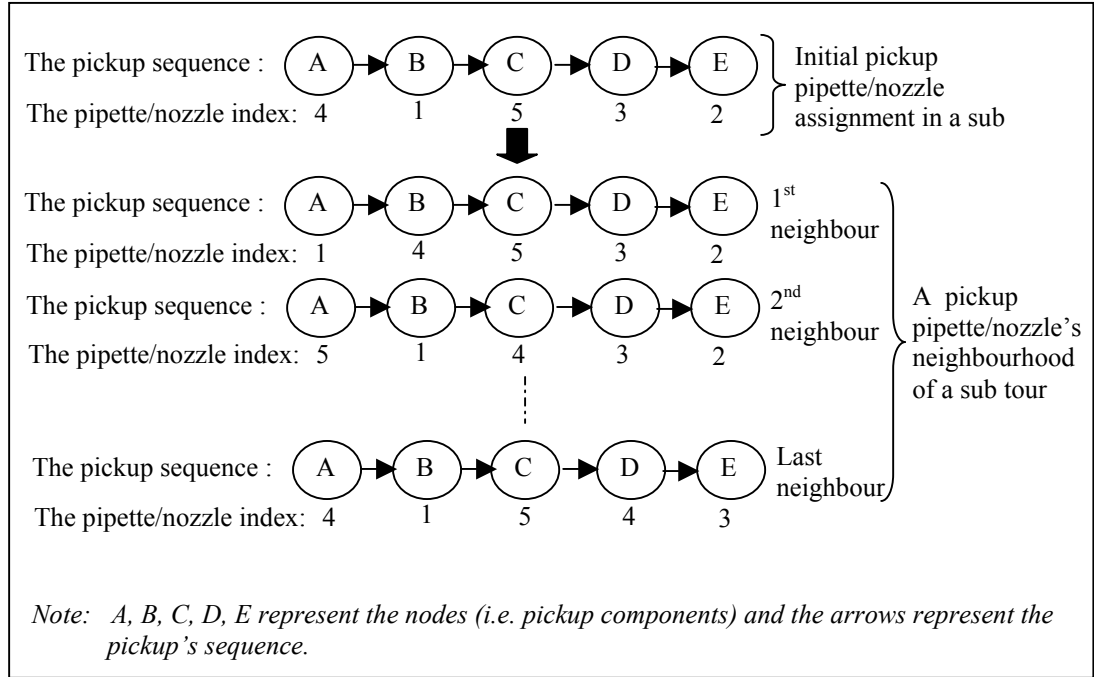 The pickup sequence : A B C D E
The pipette/nozzle index: 4 1 5 3 2
Initial pickup
pipette/nozzle
assignment in a sub
The pickup sequence : A B C D E
The pipette/nozzle index: 1 4 5 3 2
1st
neighbour
The pickup sequence : A B C D E
The pipette/nozzle index: 5 1 4 3 2
2nd
neighbour
The pickup sequence : A B C D E
The pipette/nozzle index: 4 1 5 4 3
Last
neighbour
A pickup
pipette/nozzle's
neighbourhood
of a sub tour
Note: A, B, C, D, E represent the nodes (i.e. pickup components) and the arrows represent the
pickup's sequence.